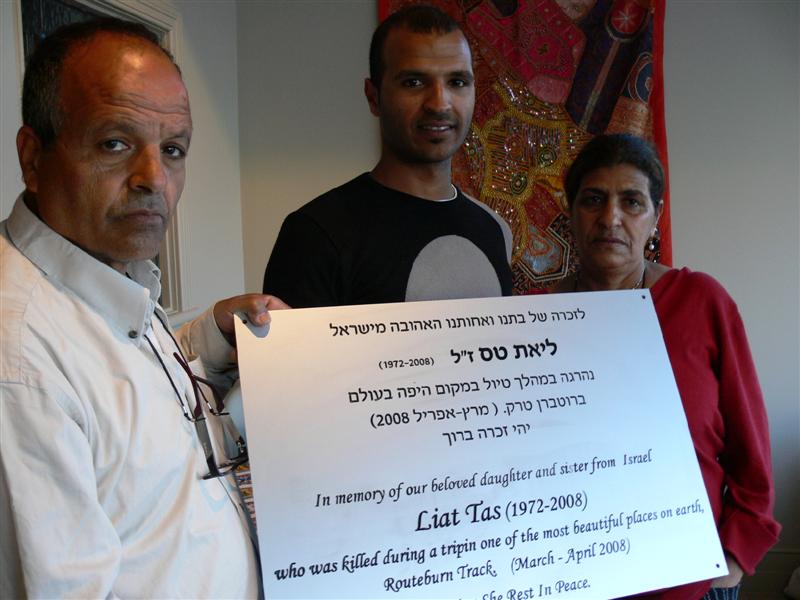 לזכרה של בתנו ואחותנו האהובה מישראל
ליאת טס ז"ל (1972-2008)
נהרגה במהלך טיול במקום היפה בעולם
ברוטברן טרק. ( מרץ-אפריל 2008)
יהי זכרה ברוך
In memory of our beloved daughter and sister from Israel
Liat Tas (1972-2008)
who was killed during a tripin one of the most beautiful places on earth,
Routeburn Track. (March - April 2008)
She Rest In Peace.